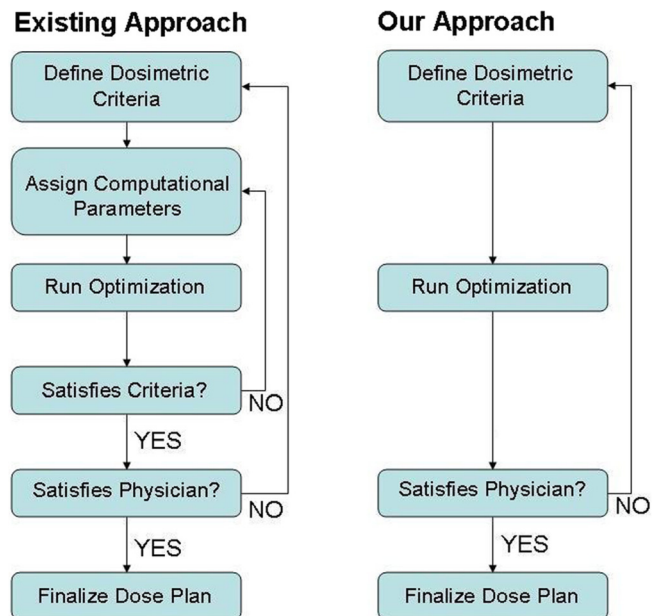 Existing Approach
Define Dosimetric
Criteria
Assign Computational
Parameters
Run Optimization
Satisfies Criteria?
NO
YES
Satisfies Physician?
NO
YES
Finalize Dose Plan
Our Approach
Define Dosimetric
Criteria
Run Optimization
Satisfies Physician?
NO
YES
Finalize Dose Plan